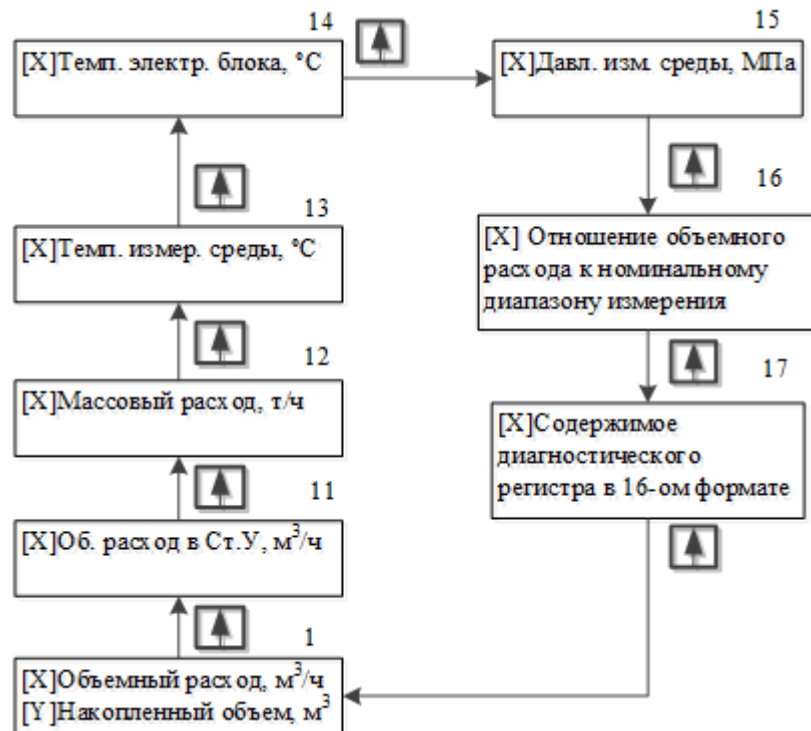 14
[X]Темп. электр. блока, °С
15
[X]Давл. изм. среды, МПа
13
[X]Темп. измер. среды, °С
16
[X] Отношение объемного
расхода к номинальному
диапазону измерения
12
[X]Массовый расход, т/ч
17
[X]Содержимое
диагностического
регистра в 16-ом формате
11
[X]Об. расход в Ст.У, м³/ч
1
[X]Объемный расход, м³/ч
[Y]Накопленный объем, м³